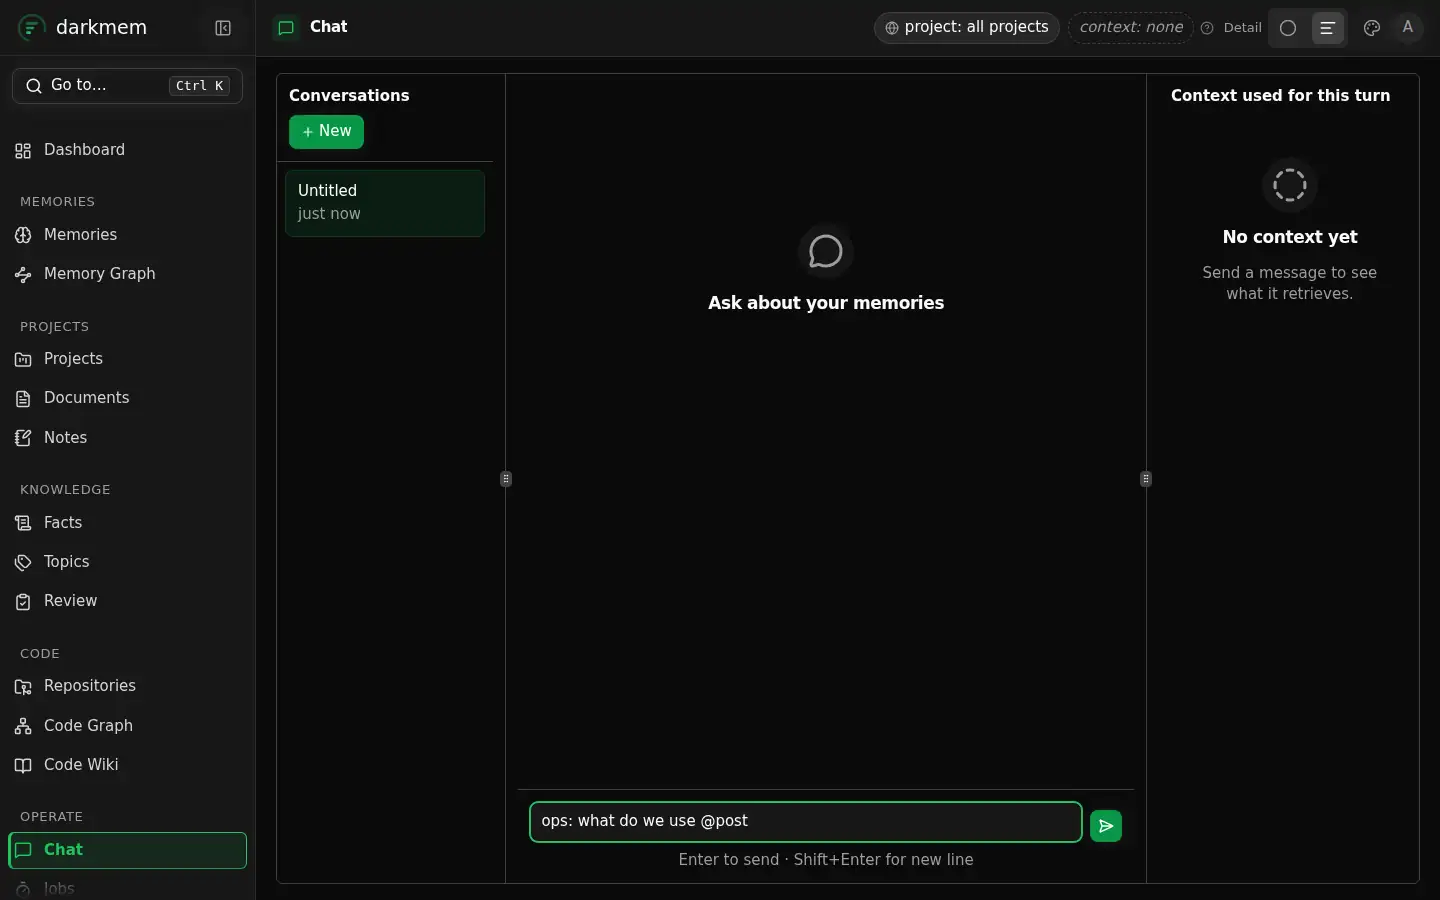 darkmem
Chat
project: all projects
context: none
Detail
A
Go to...
Ctrl K
Dashboard
MEMORIES
Memories
Memory Graph
PROJECTS
Projects
Documents
Notes
KNOWLEDGE
Facts
Topics
Review
CODE
Repositories
Code Graph
Code Wiki
OPERATE
Chat
Jobs
Conversations
+ New
Untitled
just now
Ask about your memories
ops: what do we use @post
Enter to send · Shift+Enter for new line
Context used for this turn
No context yet
Send a message to see
what it retrieves.